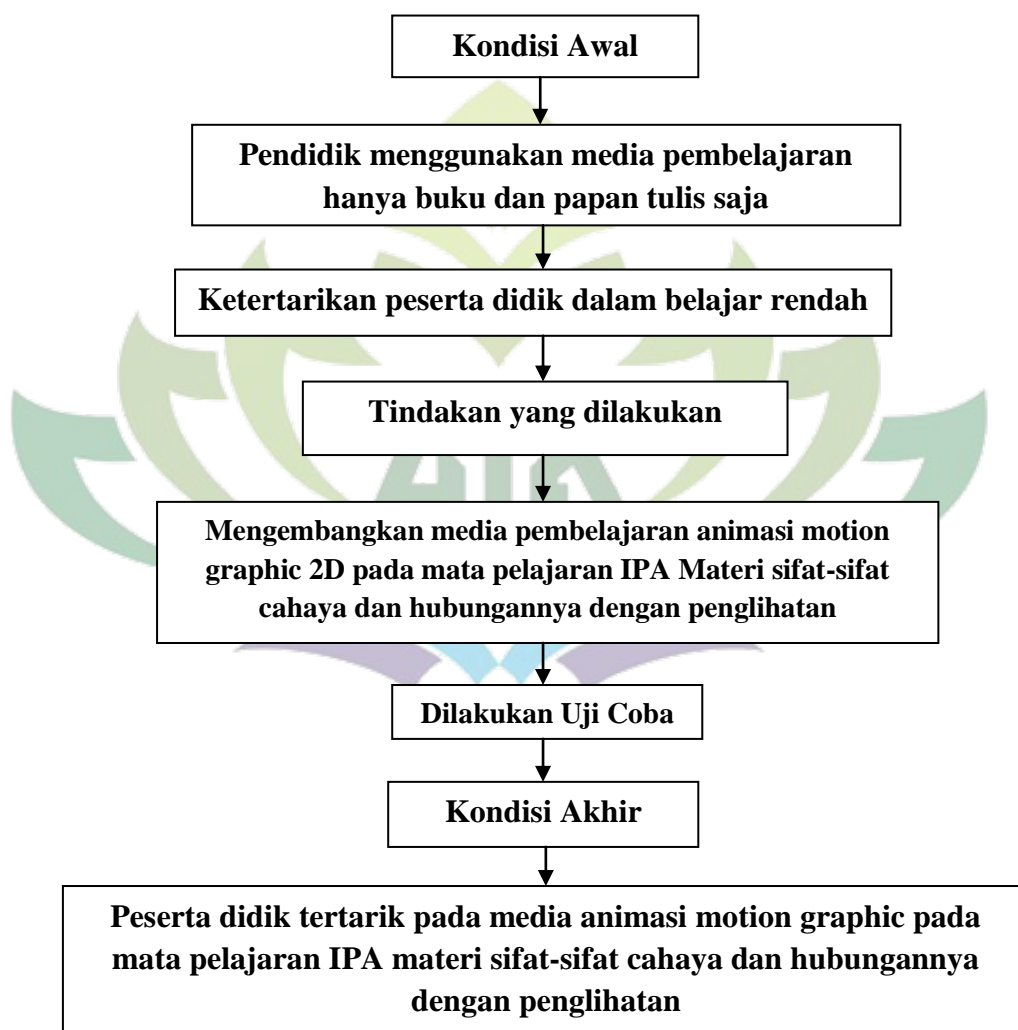 Kondisi Awal
Pendidik menggunakan media pembelajaran
hanya buku dan papan tulis saja
Ketertarikan peserta didik dalam belajar rendah
Tindakan yang dilakukan
Mengembangkan media pembelajaran animasi motion
graphic 2D pada mata pelajaran IPA Materi sifat-sifat
cahaya dan hubungannya dengan penglihatan
Dilakukan Uji Coba
Kondisi Akhir
Peserta didik tertarik pada media animasi motion graphic pada
mata pelajaran IPA materi sifat-sifat cahaya dan hubungannya
dengan penglihatan